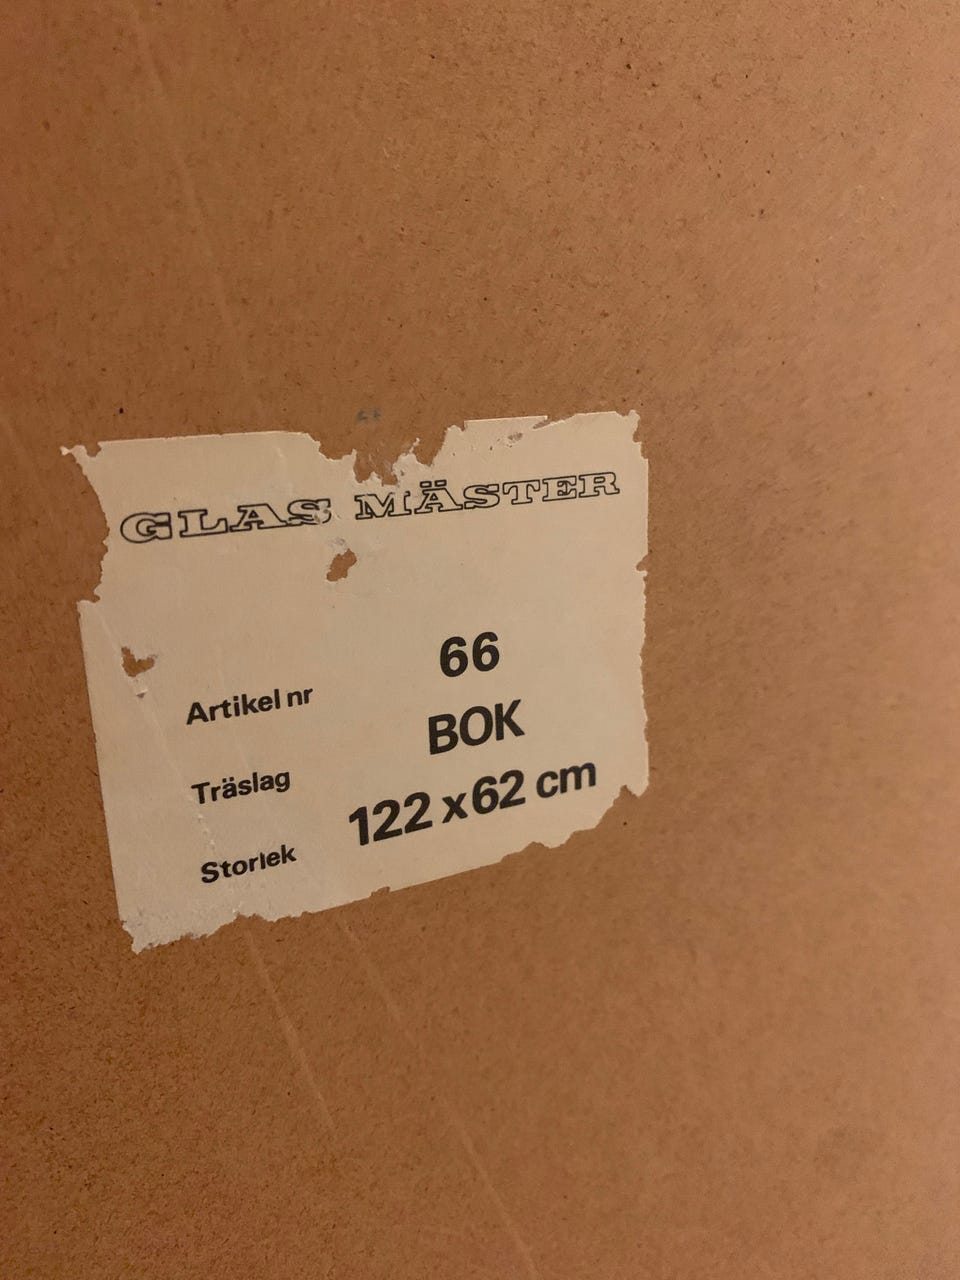 GLAS MÄSTER
Artikel nr 66
Träslag BOK
Storlek 122 x 62 cm